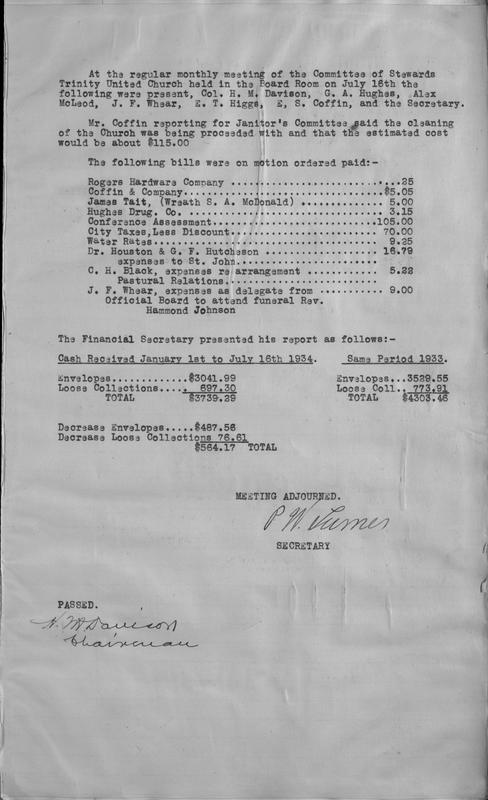 At the regular monthly meeting of the Committee of Stewards
Trinity United Church held in the Board Room on July 16th the
following were present, Col. H. M. Davison, G. A. Hughes, Alex
McLeod, J. F. Whear, E. T. Higgs, E, S. Coffin, and the Secretary.
Mr. Coffin reporting for Janitor's Committee said the cleaning
of the Church was being proceeded with and that the estimated cost
would be about $115.00
The following bills were on motion ordered paid:-
Rogers Hardware Company ............................25
Coffin & Company.............................$5.05
James Tait, (Wreath S. A. McDonald) ............. 5.00
Hughes Drug. Co. ............................. 3.15
Conference Assessment.........................105.00
City Taxes,Less Discount....................... 70.00
Water Rates................................... 9.25
Dr. Houston & G. F. Hutcheson ................. 16.79
expenses to St. John.....................
C. H. Black, expenses re arrangement ........... 5.22
Pastural Relations.......................
J. F. Whear, expenses as delegate from .......... 9.00
Official Board to attend funeral Rev.
Hammond Johnson
The Financial Secretary presented his report as follows:-
Cash Received January 1st to July 16th 1934. Same Period 1933.
Envelopes.............$3041.99 Envelopes...3529.55
Loose Collections..... 697.30 Loose Coll.. 773.91
TOTAL $3739.29 TOTAL $4303.46
Decrease Envelopes.....$487.56
Decrease Loose Collections 76.61
$564.17 TOTAL
MEETING ADJOURNED.
P W. Turner
SECRETARY
PASSED.
H. M Davison
Chairman